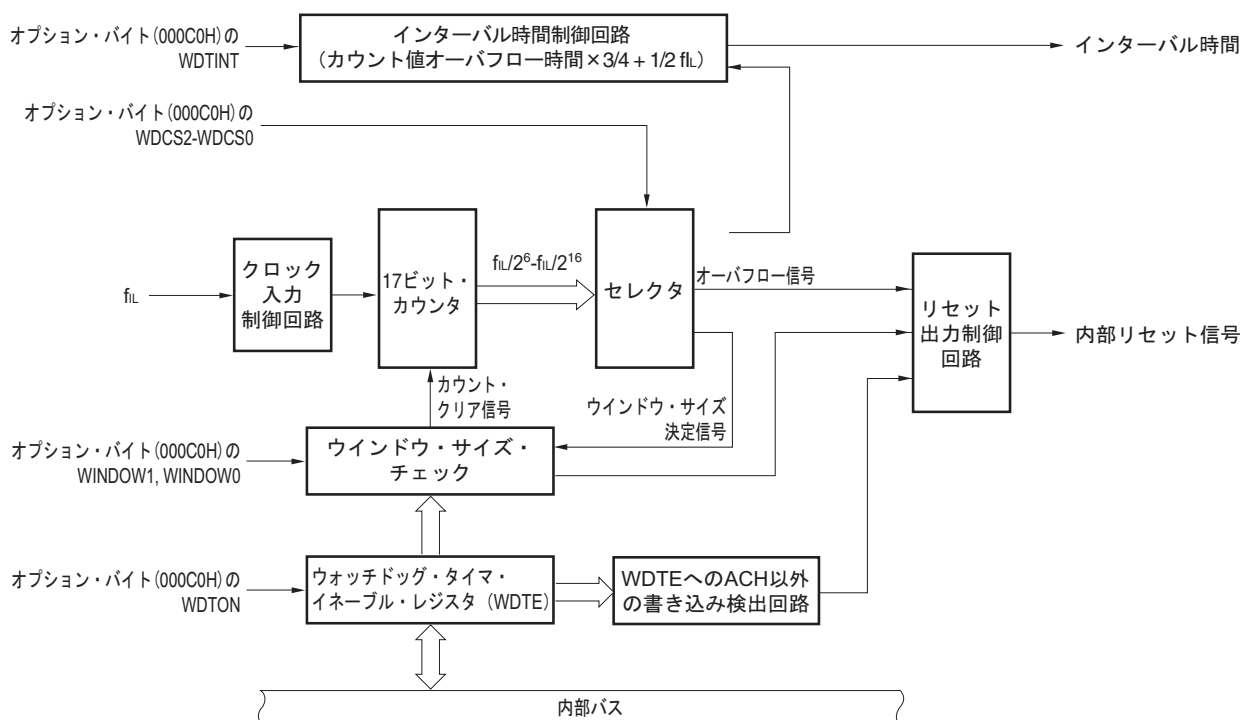 オプション・バイト(000C0H)の
WDTINT
インターバル時間制御回路
(カウント値オーバフロー時間×3/4+1/2 fIL)
インターバル時間
オプション・バイト(000C0H)の
WDCS2-WDCS0
fIL
クロック
入力
制御回路
17ビット・
カウンタ
fIL/2^6-fIL/2^16
セレクタ
オーバフロー信号
リセット
出力制御
回路
内部リセット信号
カウント・
クリア信号
ウインドウ・サイズ
決定信号
オプション・バイト(000C0H)の
WINDOW1, WINDOW0
ウインドウ・サイズ・
チェック
オプション・バイト(000C0H)の
WDTON
ウォッチドッグ・タイマ・
イネーブル・レジスタ(WDTE)
WDTEへのACH以外
の書き込み検出回路
内部バス